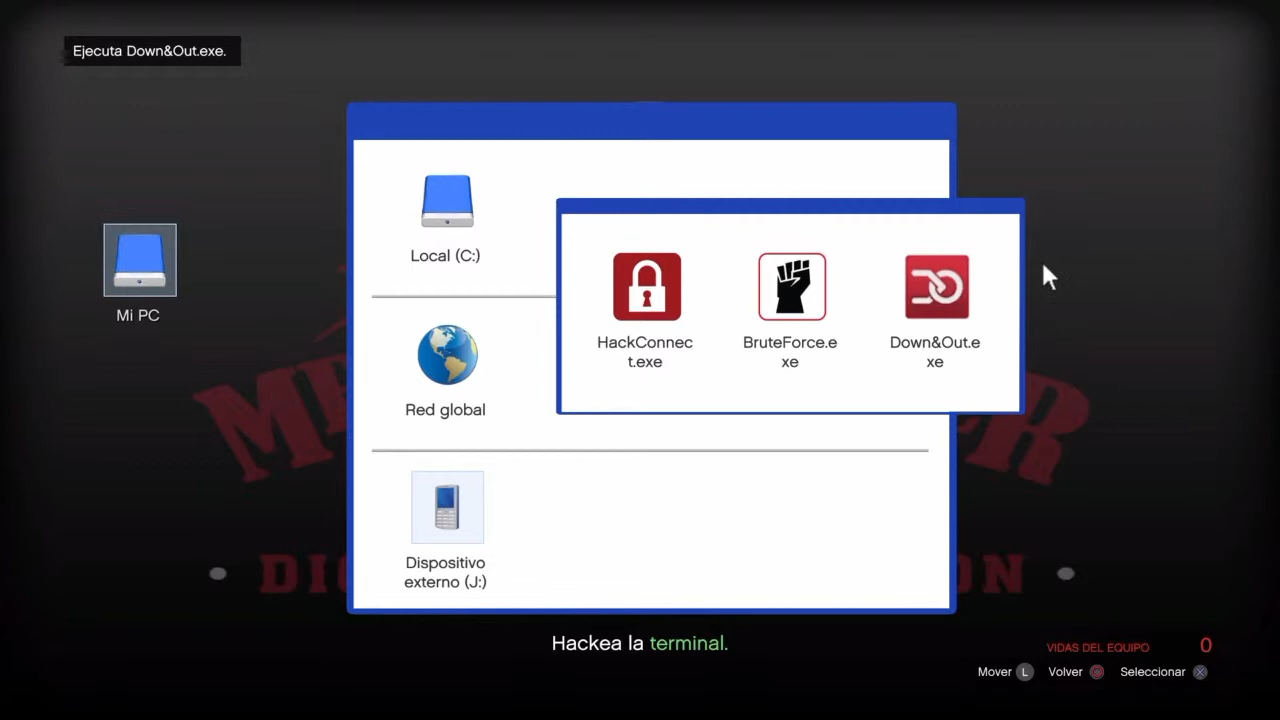 Ejecuta Down&Out.exe.
Mi PC
Local (C:)
HackConnec
t.exe
BruteForce.e
xe
Down&Out.e
xe
Red global
Dispositivo
externo (J:)
Hackea la terminal.
VIDAS DEL EQUIPO 0
Mover L Volver Seleccionar